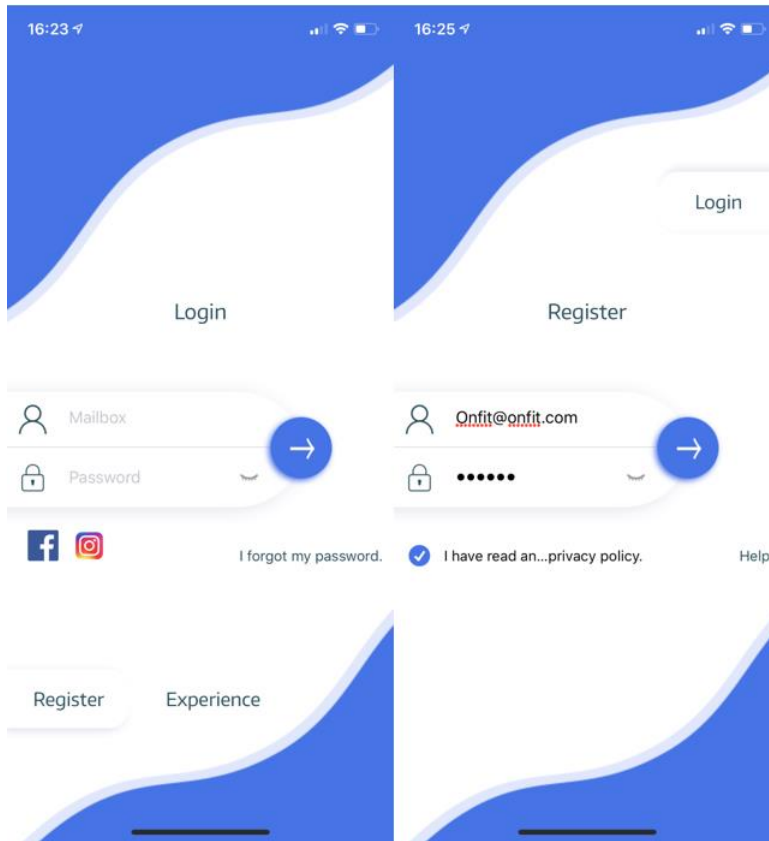 16:23
Login
Mailbox
Password
I forgot my password.
Register Experience
16:25
Login
Register
Onfit@onfit.com
••••••
I have read an...privacy policy.
Help